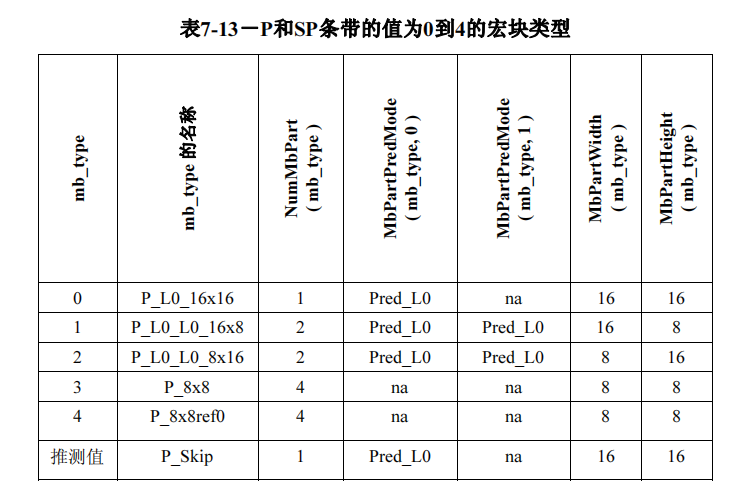 表7-13－P和SP条带的值为0到4的宏块类型
mb_type
mb_type 的名称
NumMbPart
( mb_type )
MbPartPredMode
( mb_type, 0 )
MbPartPredMode
( mb_type, 1 )
MbPartWidth
( mb_type )
MbPartHeight
( mb_type )
0 P_L0_16x16 1 Pred_L0 na 16 16
1 P_L0_L0_16x8 2 Pred_L0 Pred_L0 16 8
2 P_L0_L0_8x16 2 Pred_L0 Pred_L0 8 16
3 P_8x8 4 na na 8 8
4 P_8x8ref0 4 na na 8 8
推测值 P_Skip 1 Pred_L0 na 16 16